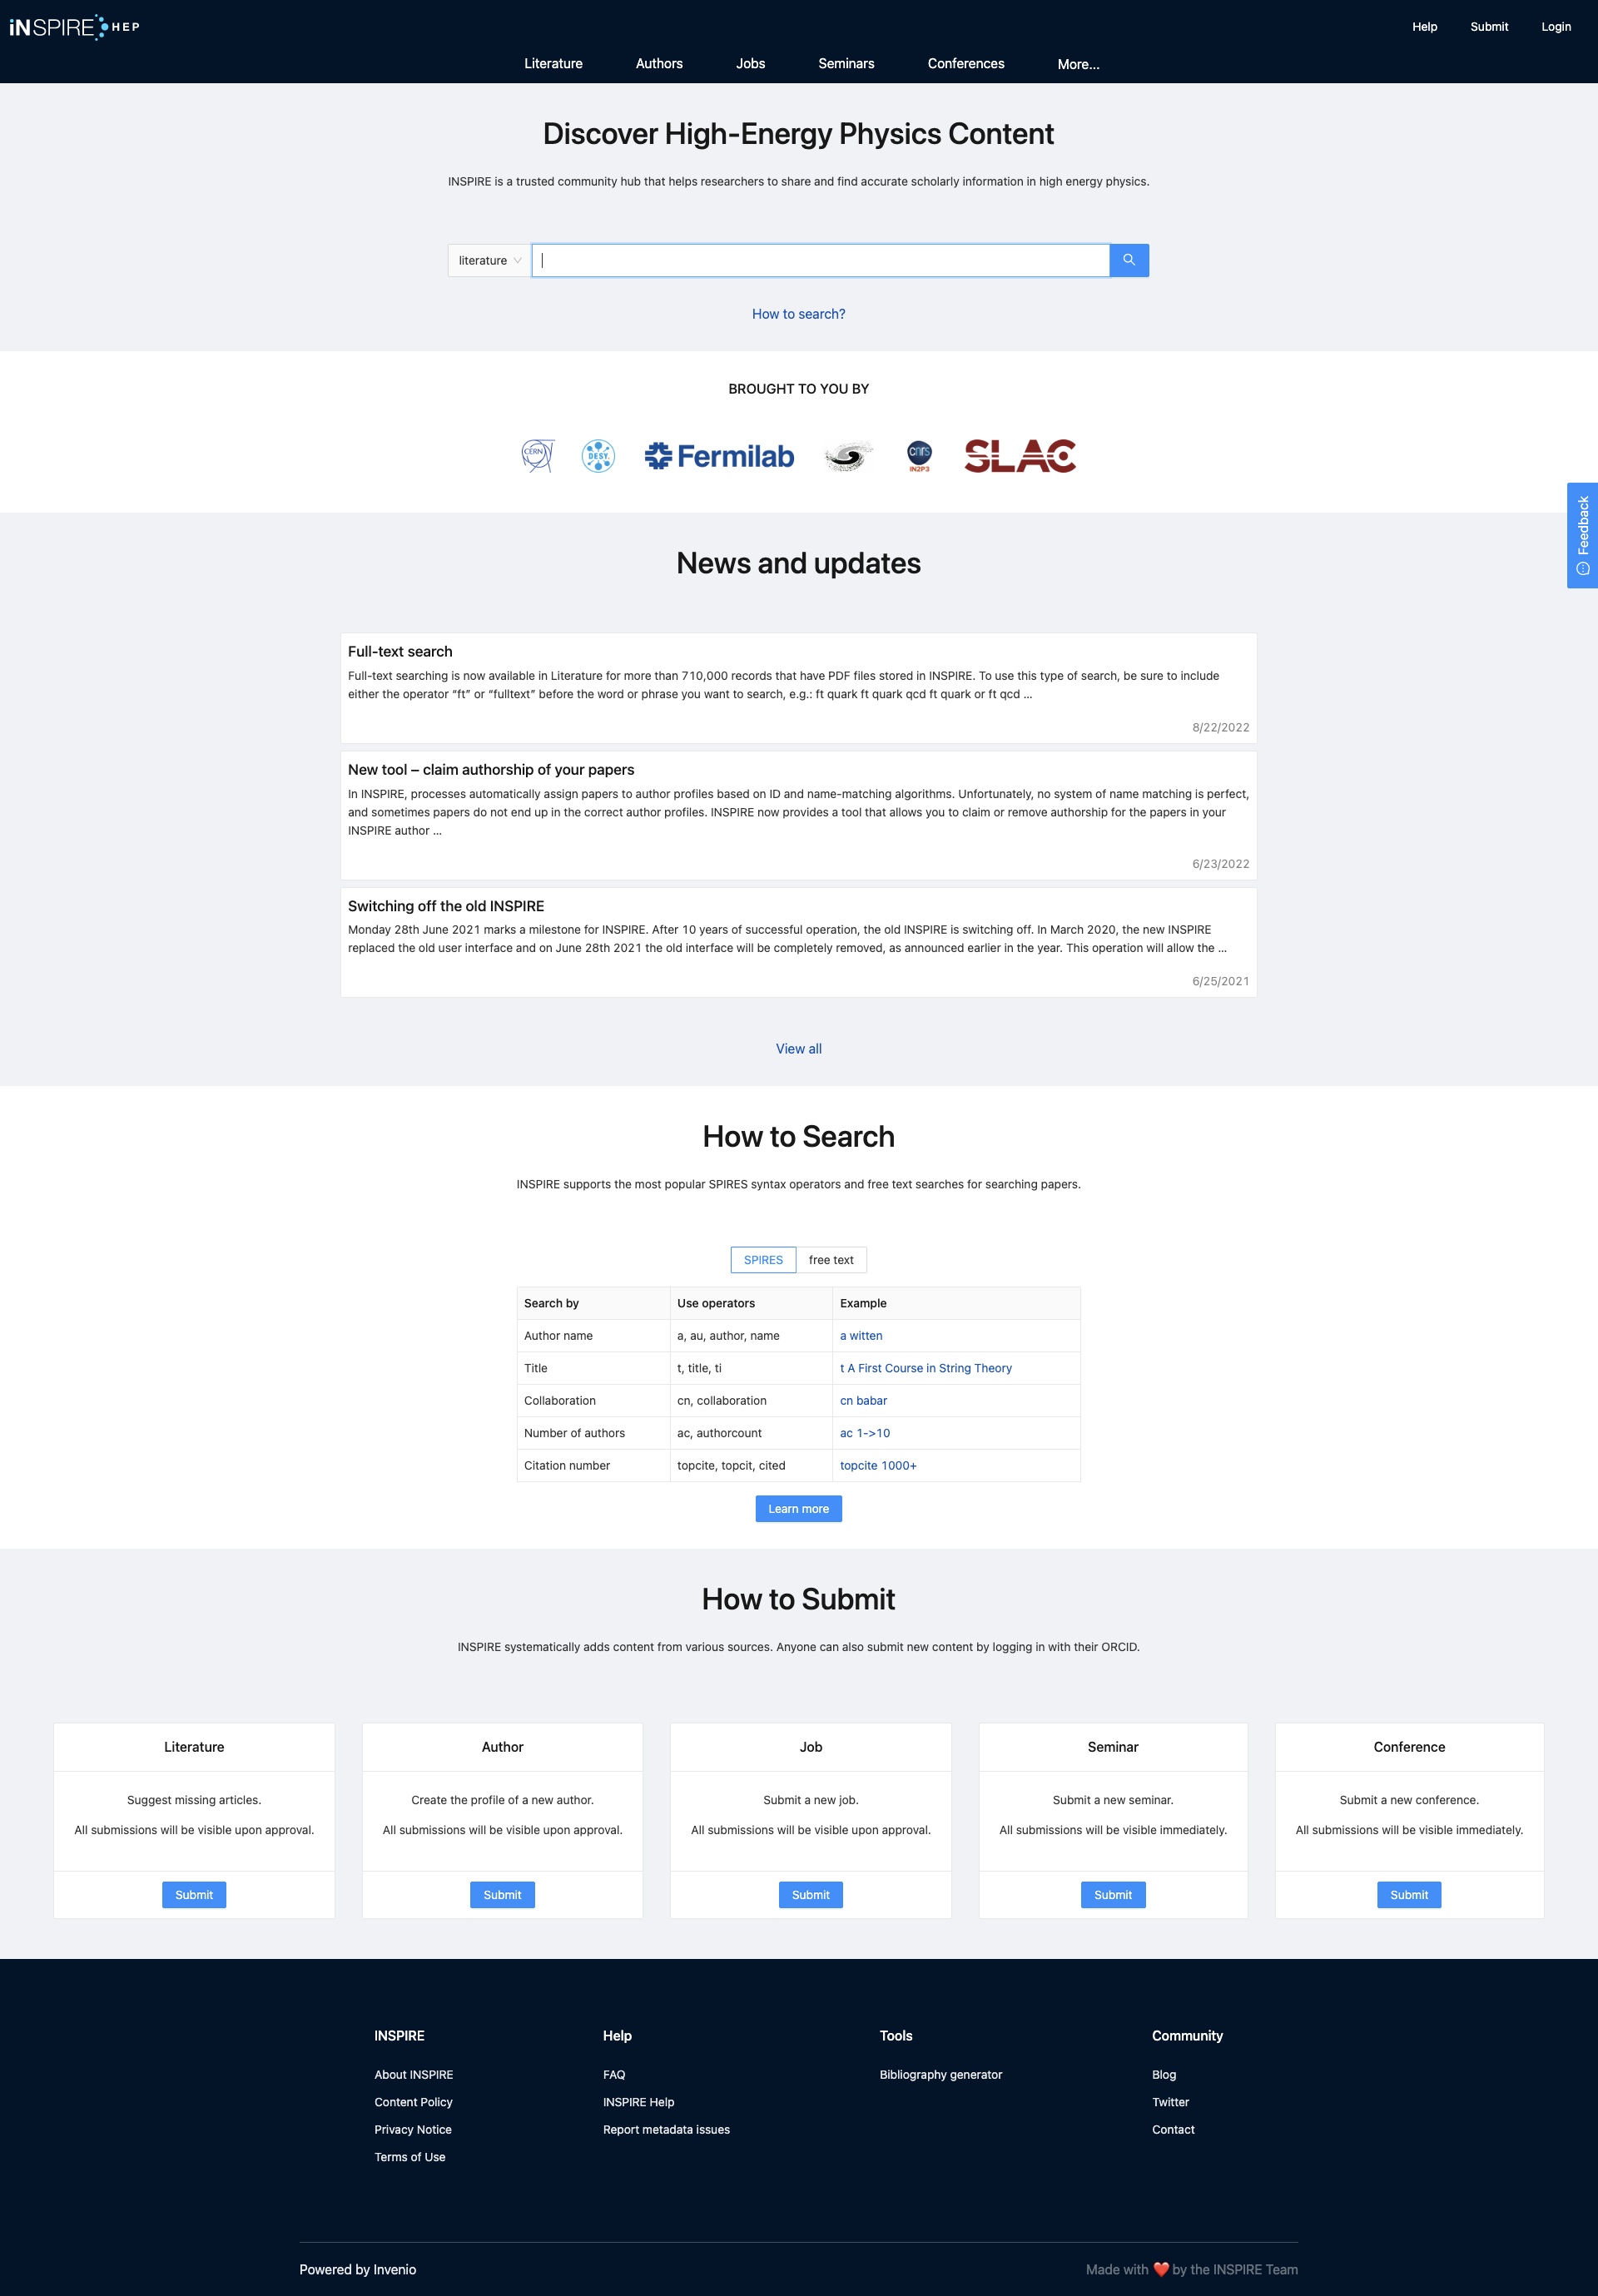 iNSPIRE HEP
Help Submit Login
Literature Authors Jobs Seminars Conferences More...
Discover High-Energy Physics Content
INSPIRE is a trusted community hub that helps researchers to share and find accurate scholarly information in high energy physics.
literature
How to search?
BROUGHT TO YOU BY
CERN DESY. Fermilab cnrs IN2P3 SLAC
Feedback
News and updates
Full-text search
Full-text searching is now available in Literature for more than 710,000 records that have PDF files stored in INSPIRE. To use this type of search, be sure to include
either the operator “ft” or “fulltext” before the word or phrase you want to search, e.g.: ft quark ft quark qcd ft quark or ft qcd ...
8/22/2022
New tool – claim authorship of your papers
In INSPIRE, processes automatically assign papers to author profiles based on ID and name-matching algorithms. Unfortunately, no system of name matching is perfect,
and sometimes papers do not end up in the correct author profiles. INSPIRE now provides a tool that allows you to claim or remove authorship for the papers in your
INSPIRE author ...
6/23/2022
Switching off the old INSPIRE
Monday 28th June 2021 marks a milestone for INSPIRE. After 10 years of successful operation, the old INSPIRE is switching off. In March 2020, the new INSPIRE
replaced the old user interface and on June 28th 2021 the old interface will be completely removed, as announced earlier in the year. This operation will allow the ...
6/25/2021
View all
How to Search
INSPIRE supports the most popular SPIRES syntax operators and free text searches for searching papers.
SPIRES free text
Search by Use operators Example
Author name a, au, author, name a witten
Title t, title, ti t A First Course in String Theory
Collaboration cn, collaboration cn babar
Number of authors ac, authorcount ac 1->10
Citation number topcite, topcit, cited topcite 1000+
Learn more
How to Submit
INSPIRE systematically adds content from various sources. Anyone can also submit new content by logging in with their ORCID.
Literature
Suggest missing articles.
All submissions will be visible upon approval.
Submit
Author
Create the profile of a new author.
All submissions will be visible upon approval.
Submit
Job
Submit a new job.
All submissions will be visible upon approval.
Submit
Seminar
Submit a new seminar.
All submissions will be visible immediately.
Submit
Conference
Submit a new conference.
All submissions will be visible immediately.
Submit
INSPIRE
About INSPIRE
Content Policy
Privacy Notice
Terms of Use
Help
FAQ
INSPIRE Help
Report metadata issues
Tools
Bibliography generator
Community
Blog
Twitter
Contact
Powered by Invenio
Made with ❤️ by the INSPIRE Team